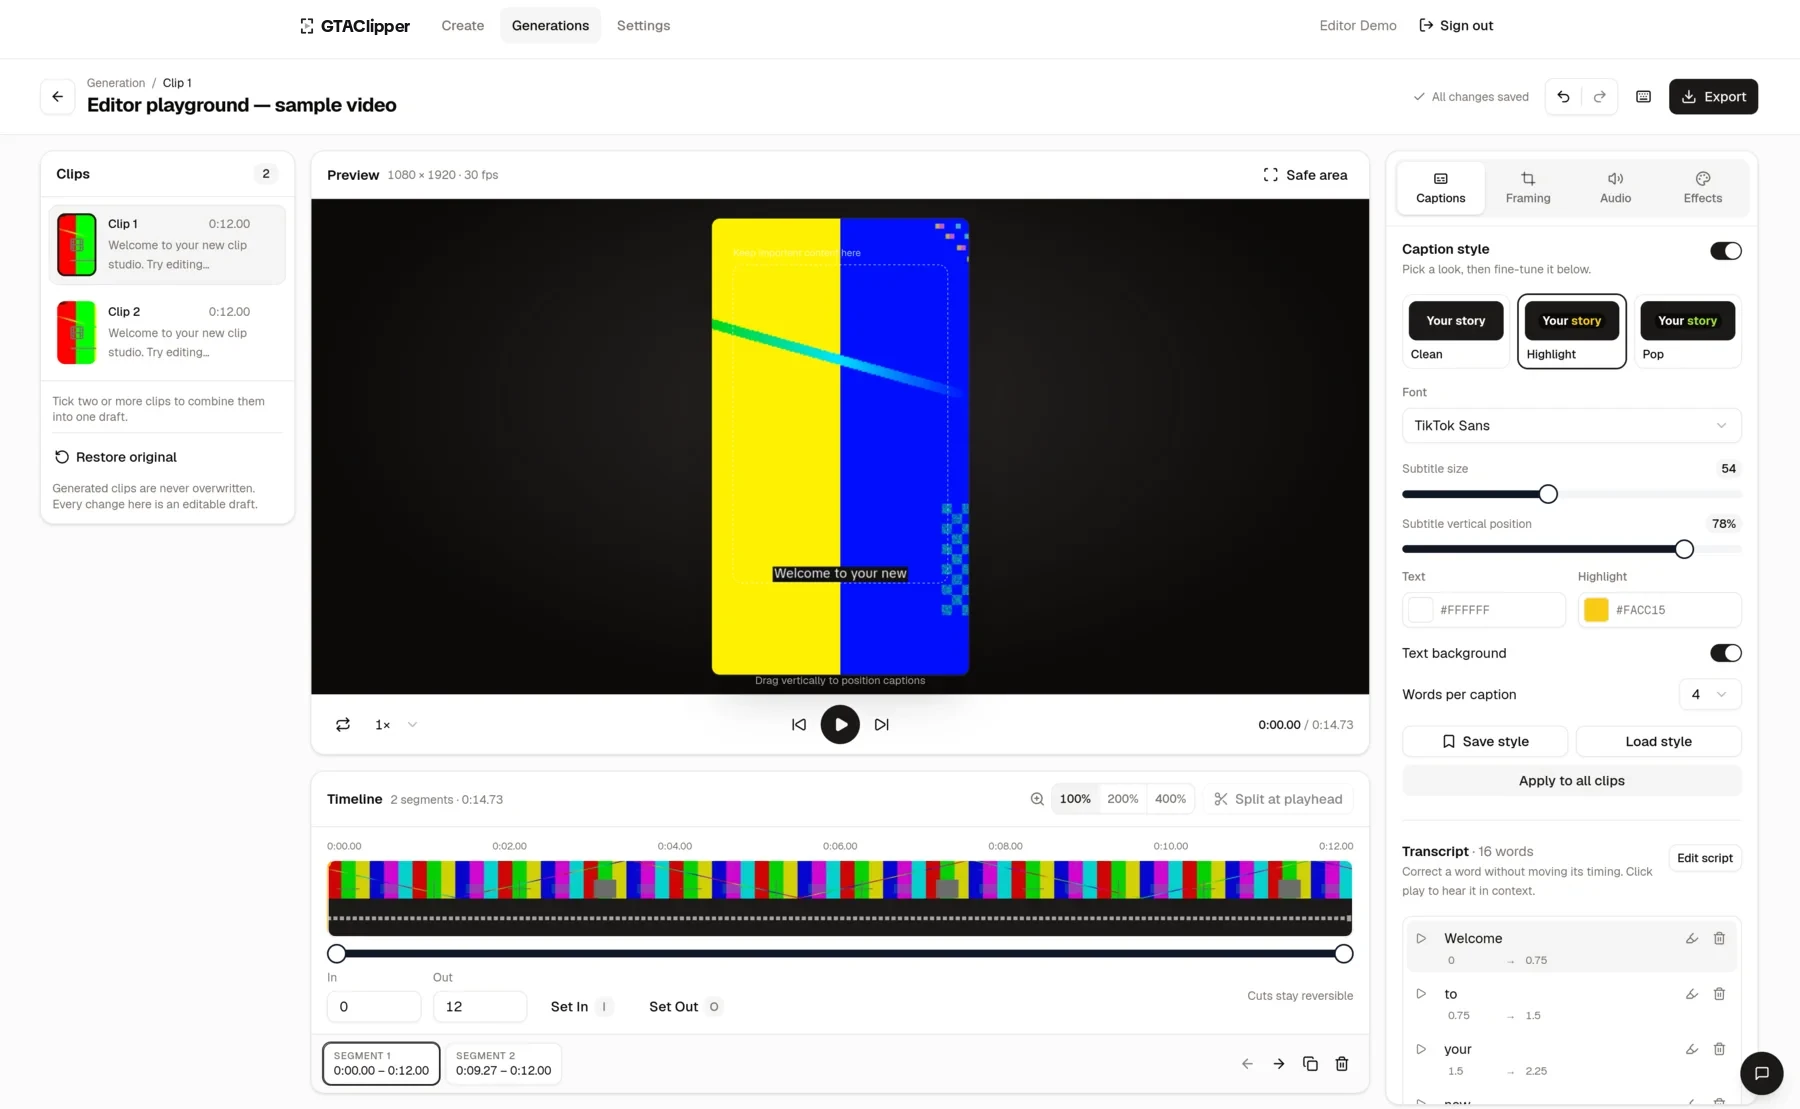 GTAClipper
Create
Generations
Settings
Editor Demo
Sign out
Generation / Clip 1
Editor playground — sample video
All changes saved
Export
Clips
2
Clip 1
0:12.00
Welcome to your new clip
studio. Try editing...
Clip 2
0:12.00
Welcome to your new clip
studio. Try editing...
Tick two or more clips to combine them
into one draft.
Restore original
Generated clips are never overwritten.
Every change here is an editable draft.
Preview 1080 × 1920 · 30 fps
Safe area
Keep important content here
Welcome to your new
Drag vertically to position captions
1×
0:00.00 / 0:14.73
Timeline 2 segments · 0:14.73
100%
200%
400%
Split at playhead
0:00.00
0:02.00
0:04.00
0:06.00
0:08.00
0:10.00
0:12.00
In
Out
0
12
Set In I
Set Out O
Cuts stay reversible
SEGMENT 1
0:00.00 – 0:12.00
SEGMENT 2
0:09.27 – 0:12.00
Captions
Framing
Audio
Effects
Caption style
Pick a look, then fine-tune it below.
Your story
Clean
Your story
Highlight
Your story
Pop
Font
TikTok Sans
Subtitle size
54
Subtitle vertical position
78%
Text
Highlight
#FFFFFF
#FACC15
Text background
Words per caption
4
Save style
Load style
Apply to all clips
Transcript · 16 words
Edit script
Correct a word without moving its timing. Click
play to hear it in context.
Welcome
0 → 0.75
to
0.75 → 1.5
your
1.5 → 2.25